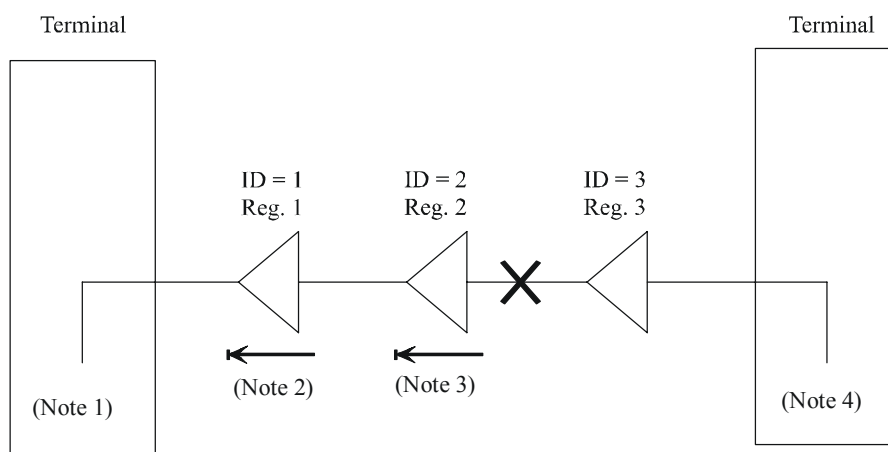 Terminal
Terminal
ID = 1
Reg. 1
ID = 2
Reg. 2
ID = 3
Reg. 3
(Note 1)
(Note 2)
(Note 3)
(Note 4)